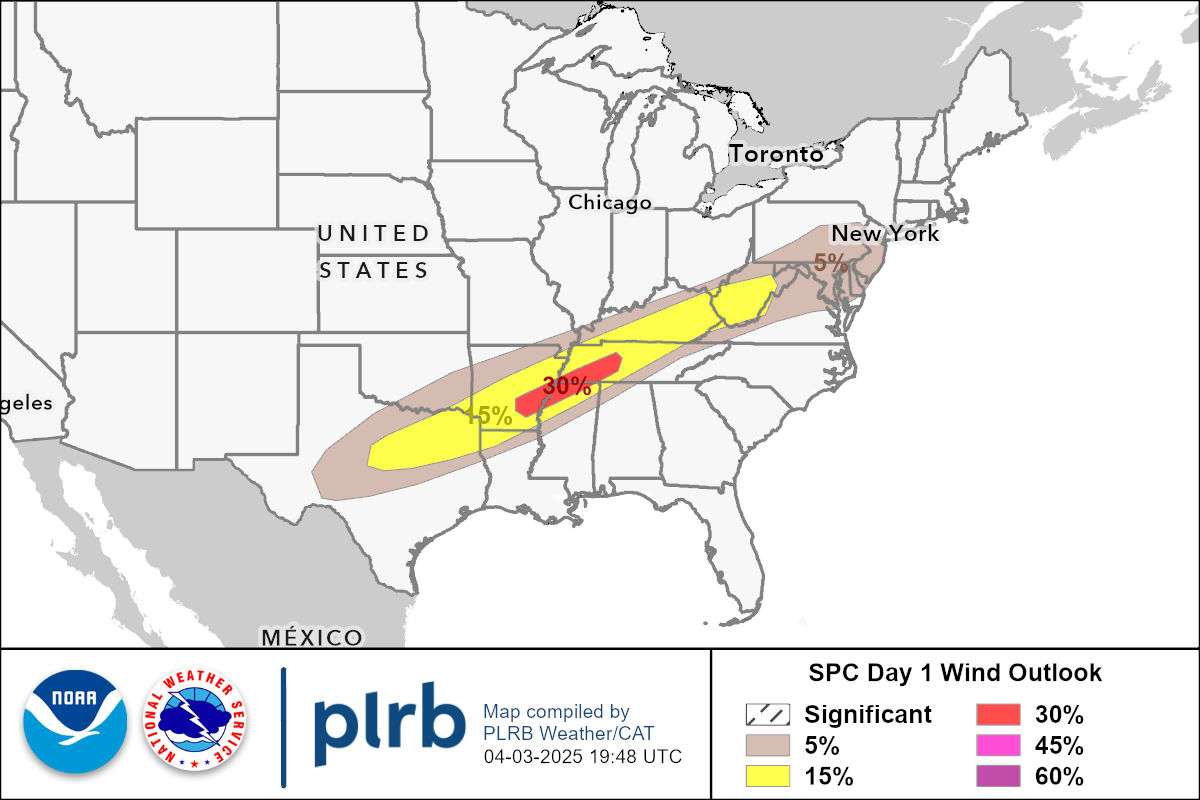 Toronto
Chicago
New York
UNITED
STATES
5%
30%
15%
geles
MÉXICO
NOAA
NATIONAL WEATHER SERVICE
plrb
Map compiled by
PLRB Weather/CAT
04-03-2025 19:48 UTC
SPC Day 1 Wind Outlook
Significant
5%
15%
30%
45%
60%